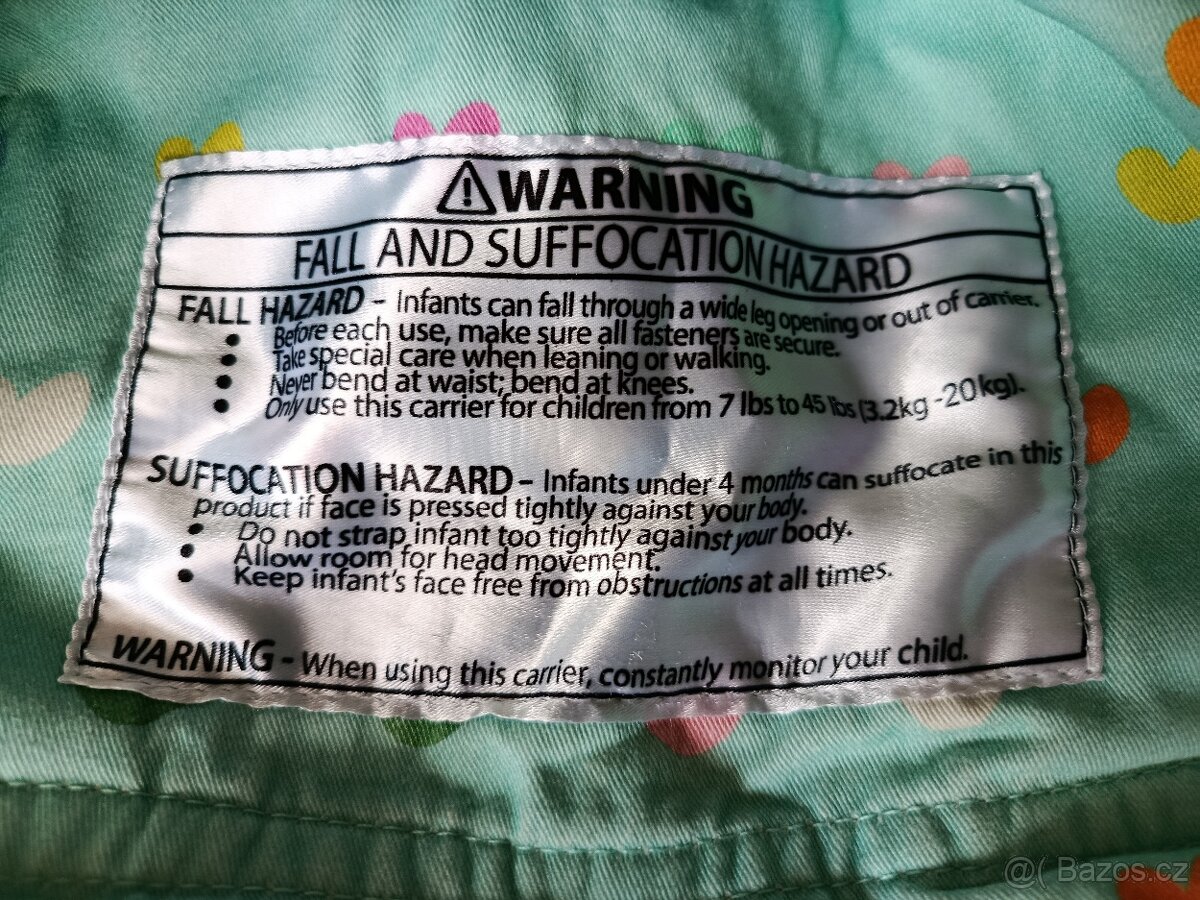 WARNING
FALL AND SUFFOCATION HAZARD
FALL HAZARD – Infants can fall through a wide leg opening or out of carrier.
• Before each use, make sure all fasteners are secure.
• Take special care when leaning or walking.
• Never bend at waist; bend at knees.
• Only use this carrier for children from 7 lbs to 45 lbs (3.2kg -20kg).
SUFFOCATION HAZARD – Infants under 4 months can suffocate in this
product if face is pressed tightly against your body.
• Do not strap infant too tightly against your body.
• Allow room for head movement.
• Keep infant's face free from obstructions at all times.
WARNING - When using this carrier, constantly monitor your child.
@( Bazos.cz